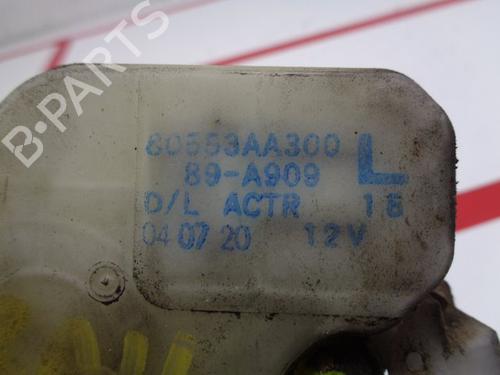 B-PARTS
60553AA300
89-A909
L
D/L ACTR 16
04 07 20 12V